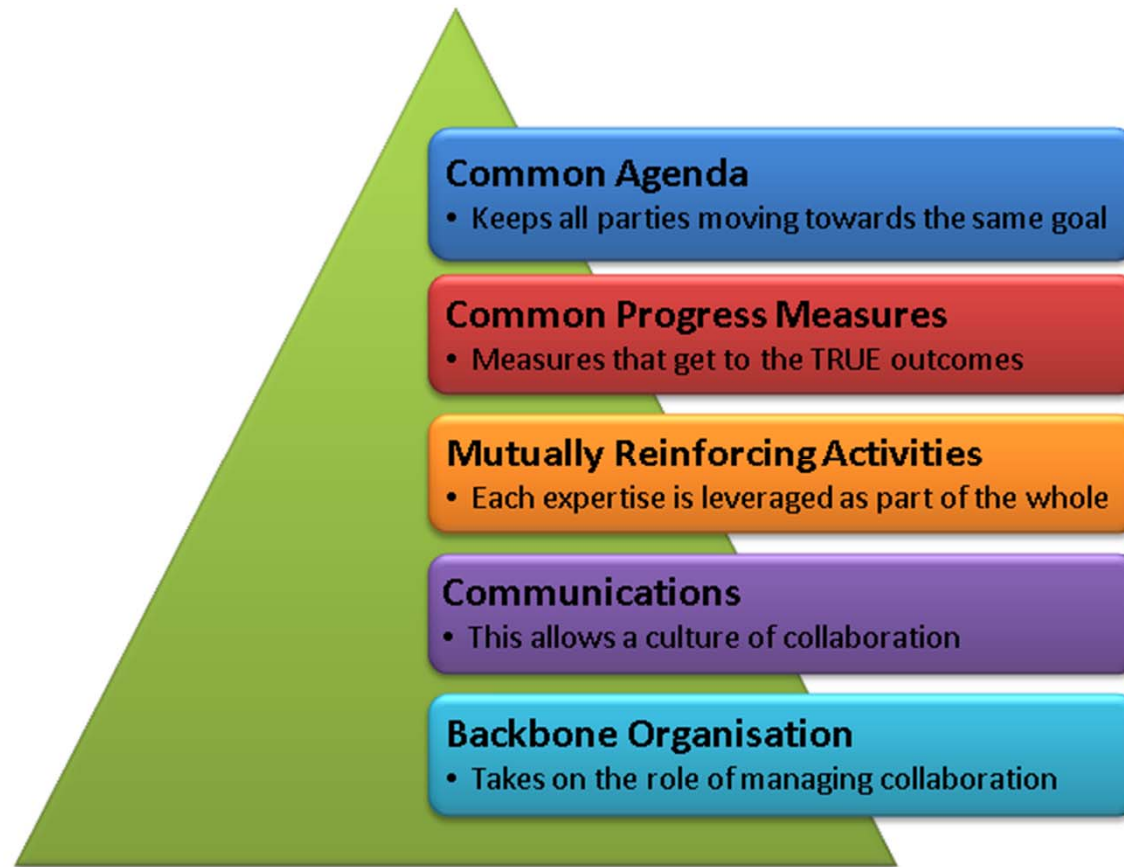 Common Agenda
• Keeps all parties moving towards the same goal
Common Progress Measures
• Measures that get to the TRUE outcomes
Mutually Reinforcing Activities
• Each expertise is leveraged as part of the whole
Communications
• This allows a culture of collaboration
Backbone Organisation
• Takes on the role of managing collaboration